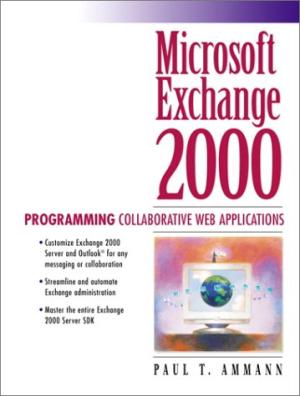 Microsoft
Exchange
2000
PROGRAMMING COLLABORATIVE WEB APPLICATIONS
• Customize Exchange 2000
Server and Outlook® for any
messaging or collaboration
• Streamline and automate
Exchange administration
• Master the entire Exchange
2000 Server SDK
PAUL T. AMMANN